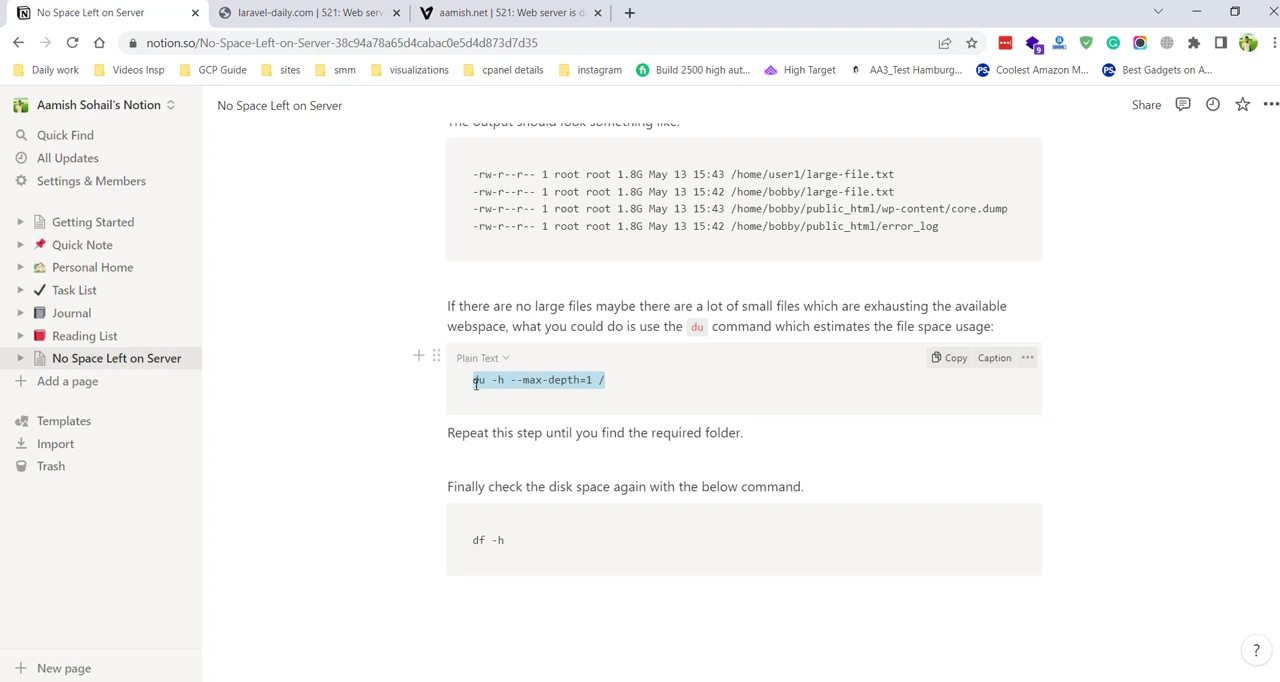 No Space Left on Server
laravel-daily.com | 521: Web serv
aamish.net | 521: Web server is d
notion.so/No-Space-Left-on-Server-38c94a78a65d4cabac0e5d4d873d7d35
9
Daily work
Videos Insp
GCP Guide
sites
smm
visualizations
cpanel details
instagram
Build 2500 high aut...
High Target
AA3_Test Hamburg...
Coolest Amazon M...
Best Gadgets on A...
Aamish Sohail's Notion
No Space Left on Server
Share
Quick Find
All Updates
Settings & Members
Getting Started
Quick Note
Personal Home
Task List
Journal
Reading List
No Space Left on Server
Add a page
Templates
Import
Trash
New page
The output should look something like:
-rw-r--r-- 1 root root 1.8G May 13 15:43 /home/user1/large-file.txt
-rw-r--r-- 1 root root 1.8G May 13 15:42 /home/bobby/large-file.txt
-rw-r--r-- 1 root root 1.8G May 13 15:43 /home/bobby/public_html/wp-content/core.dump
-rw-r--r-- 1 root root 1.8G May 13 15:42 /home/bobby/public_html/error_log
If there are no large files maybe there are a lot of small files which are exhausting the available
webspace, what you could do is use the du command which estimates the file space usage:
Plain Text
Copy
Caption
du -h --max-depth=1 /
Repeat this step until you find the required folder.
Finally check the disk space again with the below command.
df -h
?